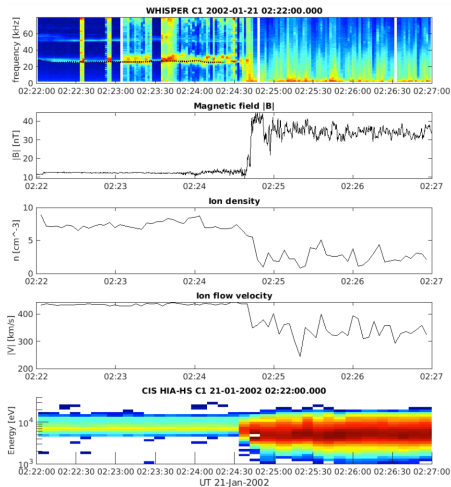 WHISPER C1 2002-01-21 02:22:00.000
frequency [kHz]
60
40
20
0
02:22:00 02:22:30 02:23:00 02:23:30 02:24:00 02:24:30 02:25:00 02:25:30 02:26:00 02:26:30 02:27:00
Magnetic field |B|
|B| [nT]
40
30
20
10
02:22 02:23 02:24 02:25 02:26 02:27
Ion density
n [cm^-3]
10
5
0
02:22 02:23 02:24 02:25 02:26 02:27
Ion flow velocity
|V| [km/s]
400
300
200
02:22 02:23 02:24 02:25 02:26 02:27
CIS HIA-HS C1 21-01-2002 02:22:00.000
Energy [eV]
10^4
10^3
02:22:00 02:22:30 02:23:00 02:23:30 02:24:00 02:24:30 02:25:00 02:25:30 02:26:00 02:26:30 02:27:00
UT 21-Jan-2002